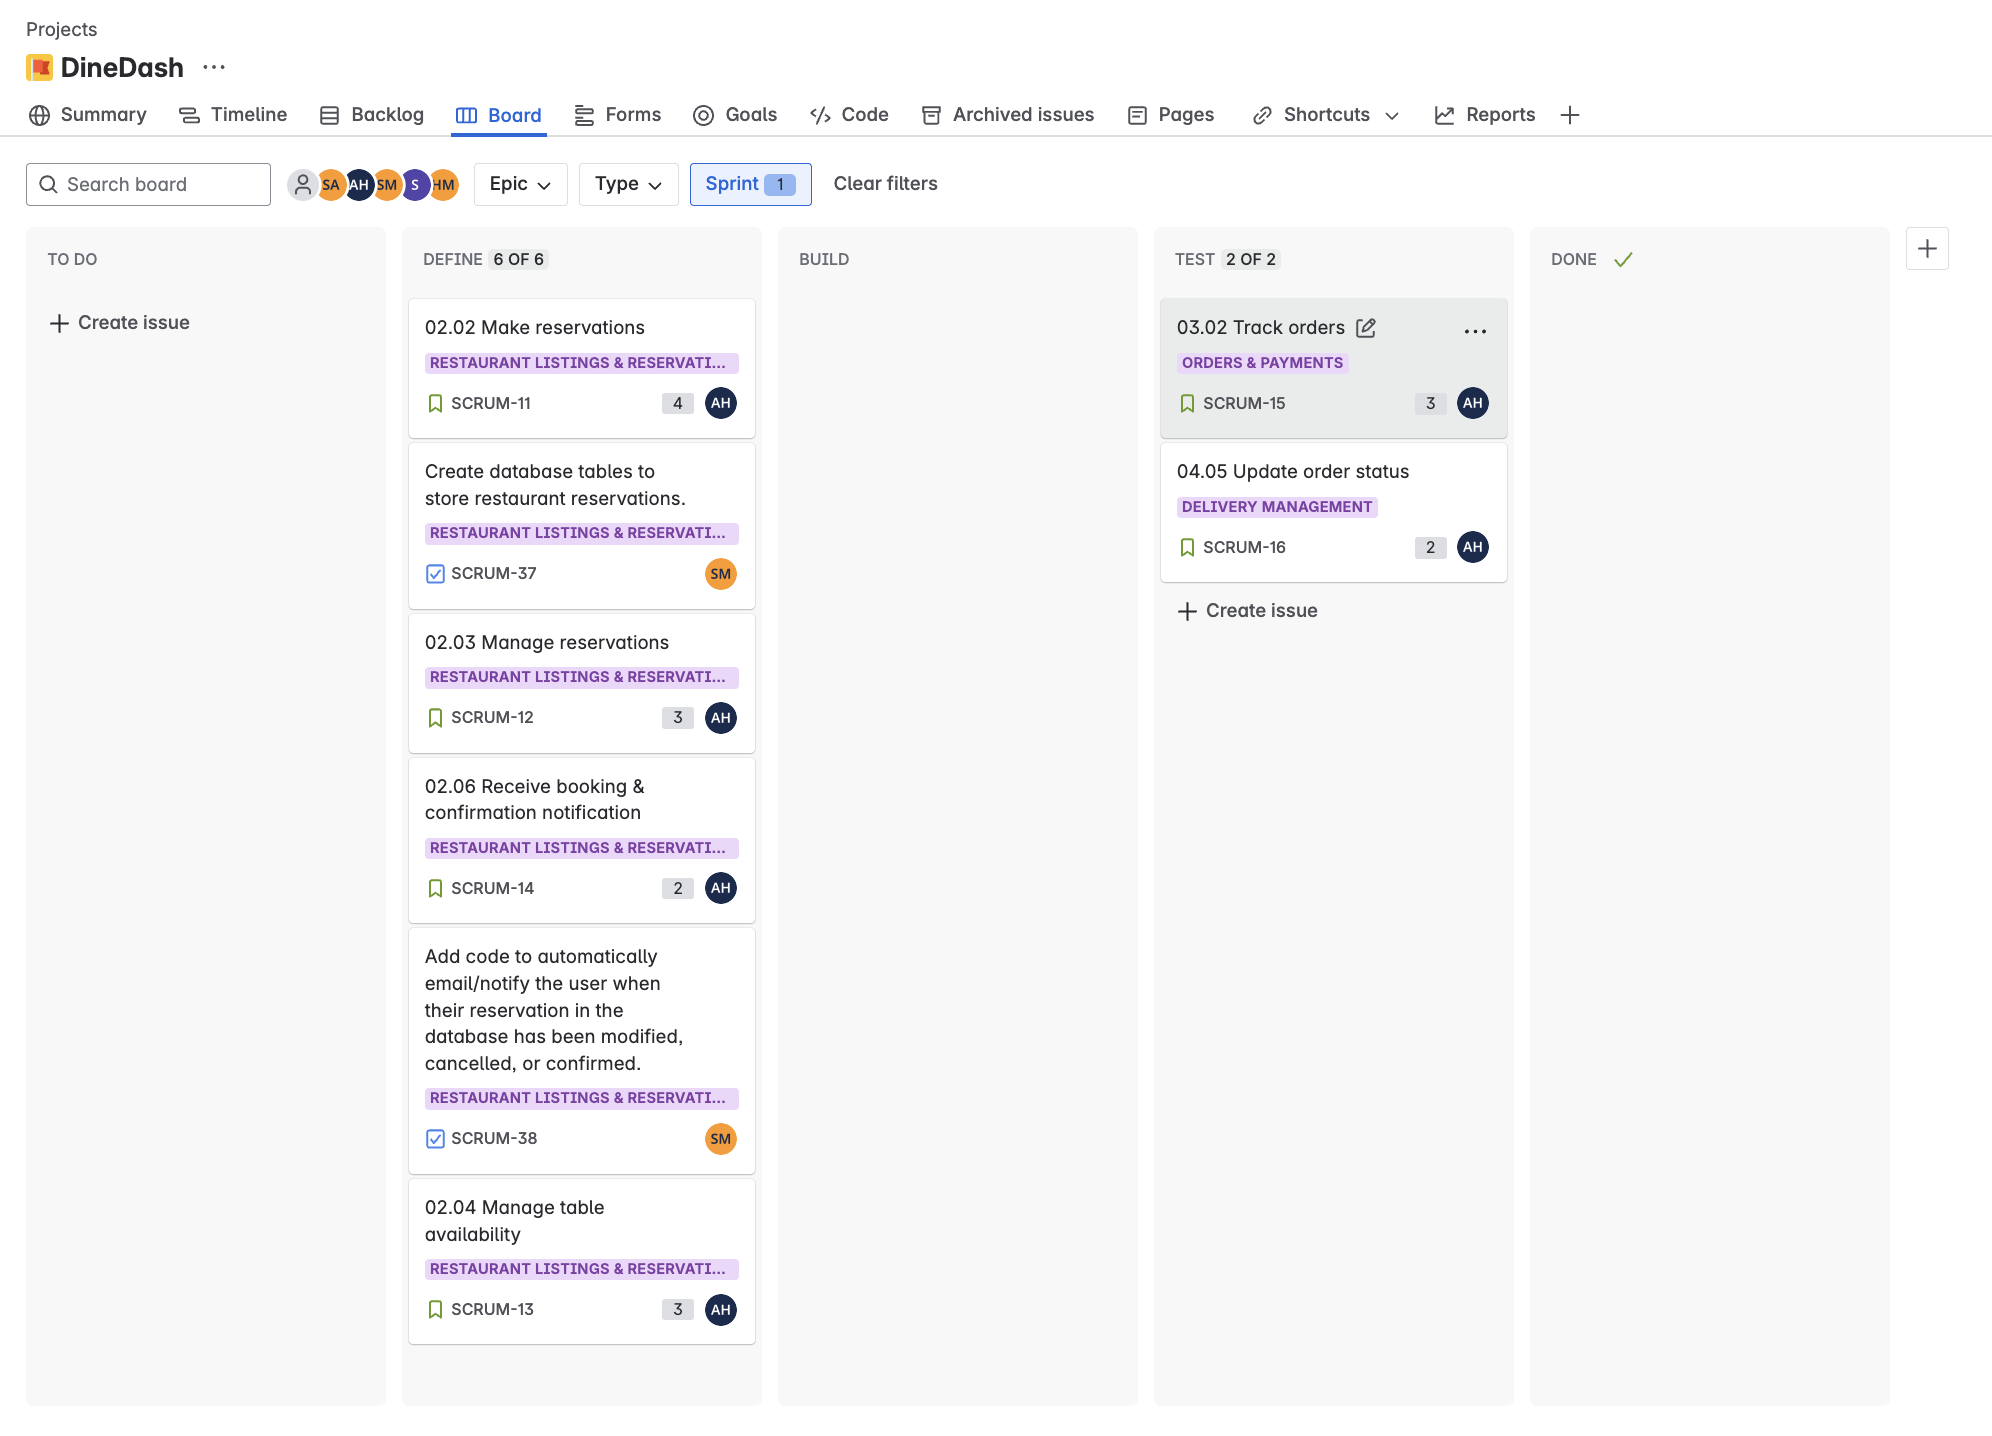 Projects
DineDash
Summary
Timeline
Backlog
Board
Forms
Goals
Code
Archived issues
Pages
Shortcuts
Reports
Search board
SA
AH
SM
S
HM
Epic
Type
Sprint 1
Clear filters
TO DO
Create issue
DEFINE 6 OF 6
02.02 Make reservations
RESTAURANT LISTINGS & RESERVATI...
SCRUM-11
4
AH
Create database tables to
store restaurant reservations.
RESTAURANT LISTINGS & RESERVATI...
SCRUM-37
SM
02.03 Manage reservations
RESTAURANT LISTINGS & RESERVATI...
SCRUM-12
3
AH
02.06 Receive booking &
confirmation notification
RESTAURANT LISTINGS & RESERVATI...
SCRUM-14
2
AH
Add code to automatically
email/notify the user when
their reservation in the
database has been modified,
cancelled, or confirmed.
RESTAURANT LISTINGS & RESERVATI...
SCRUM-38
SM
02.04 Manage table
availability
RESTAURANT LISTINGS & RESERVATI...
SCRUM-13
3
AH
BUILD
TEST 2 OF 2
03.02 Track orders
ORDERS & PAYMENTS
SCRUM-15
3
AH
04.05 Update order status
DELIVERY MANAGEMENT
SCRUM-16
2
AH
Create issue
DONE